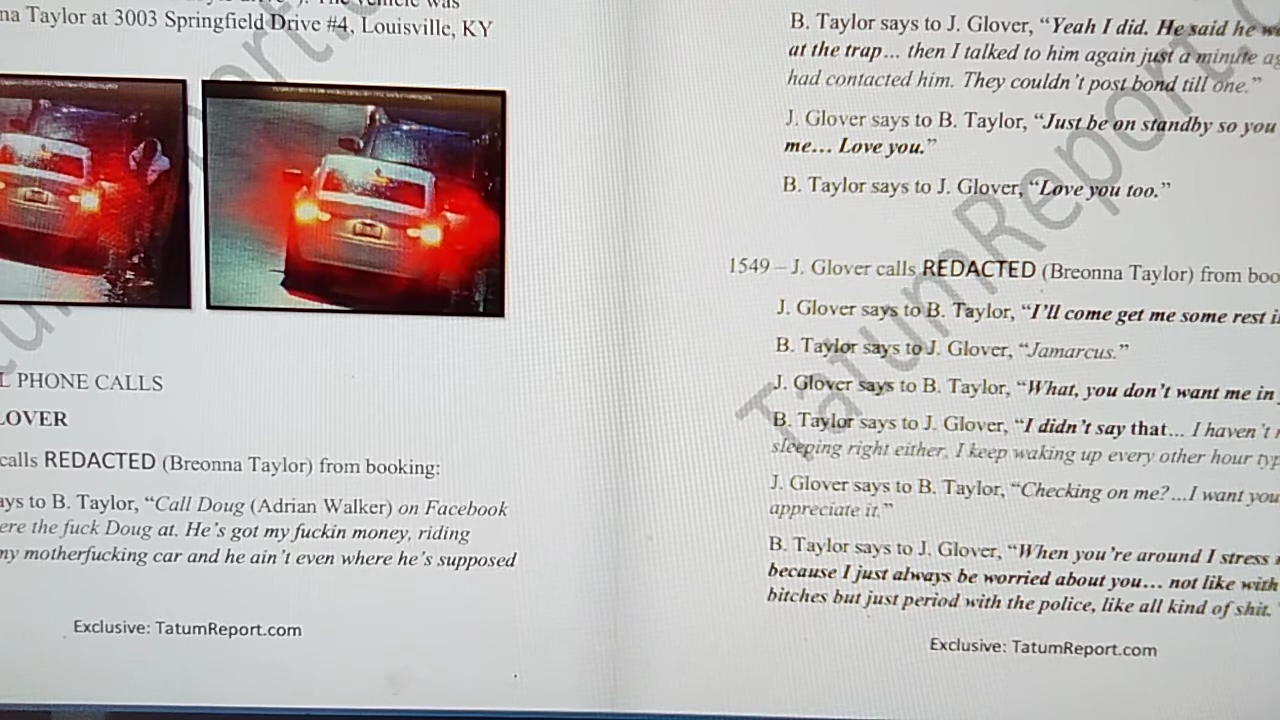 na Taylor at 3003 Springfield Drive #4, Louisville, KY
L PHONE CALLS
LOVER
calls REDACTED (Breonna Taylor) from booking:
ays to B. Taylor, “Call Doug (Adrian Walker) on Facebook
ere the fuck Doug at. He’s got my fuckin money, riding
my motherfucking car and he ain’t even where he’s supposed
Exclusive: TatumReport.com
B. Taylor says to J. Glover, “Yeah I did. He said he w
at the trap… then I talked to him again just a minute ag
had contacted him. They couldn’t post bond till one.”
J. Glover says to B. Taylor, “Just be on standby so you
me… Love you.”
B. Taylor says to J. Glover, “Love you too.”
1549 – J. Glover calls REDACTED (Breonna Taylor) from boo
J. Glover says to B. Taylor, “I’ll come get me some rest i
B. Taylor says to J. Glover, “Jamarcus.”
J. Glover says to B. Taylor, “What, you don’t want me in
B. Taylor says to J. Glover, “I didn’t say that… I haven’t
sleeping right either, I keep waking up every other hour typ
J. Glover says to B. Taylor, “Checking on me?…I want you
appreciate it.”
B. Taylor says to J. Glover, “When you’re around I stress
because I just always be worried about you… not like with
bitches but just period with the police, like all kind of shit.
Exclusive: TatumReport.com
TatumReport.c